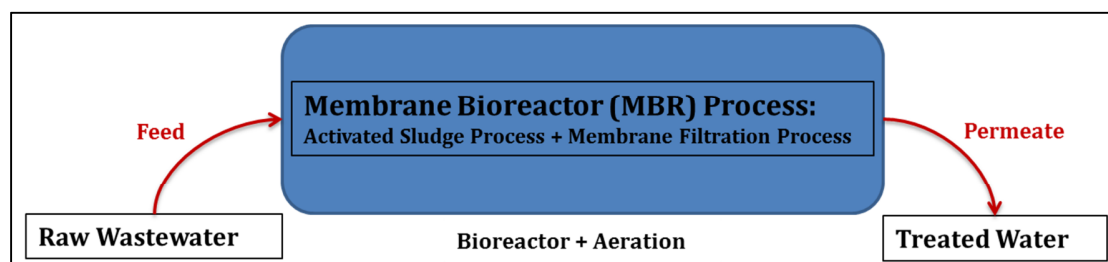 Membrane Bioreactor (MBR) Process:
Activated Sludge Process + Membrane Filtration Process
Feed
Permeate
Raw Wastewater
Bioreactor + Aeration
Treated Water